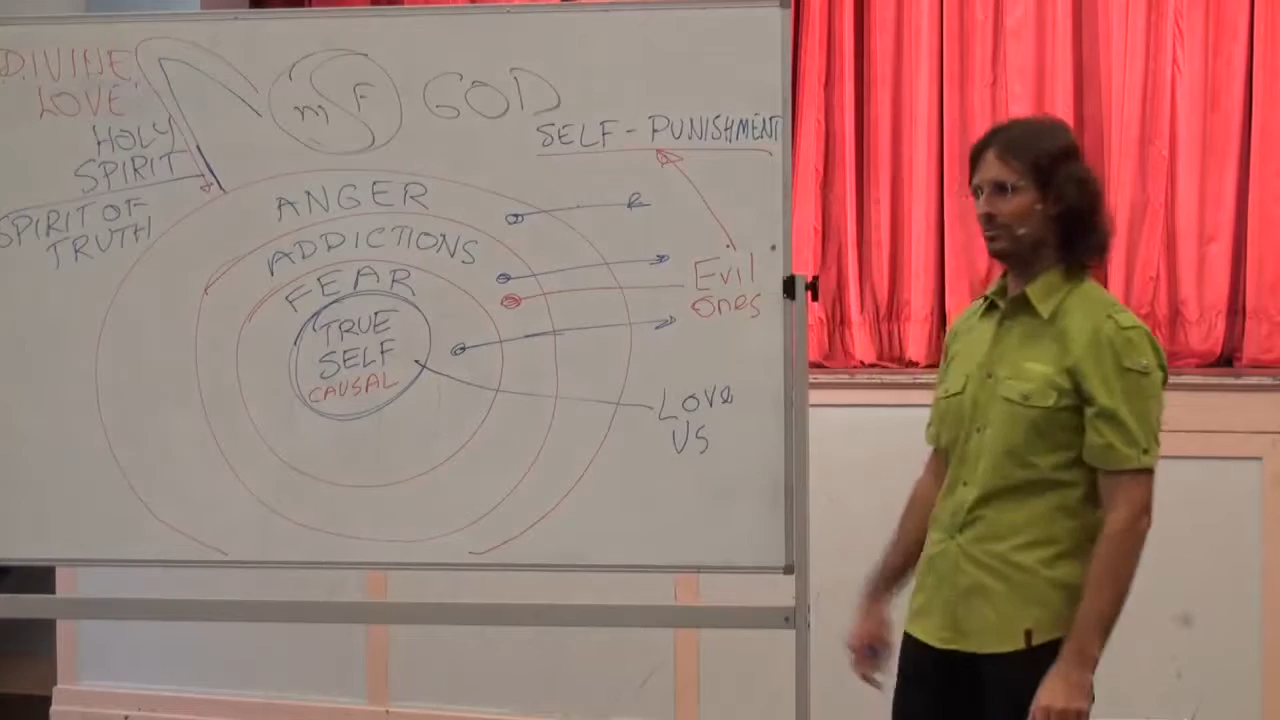 DIVINE
LOVE
HOLY
SPIRIT
SPIRIT OF
TRUTH
m F
GOD
SELF-PUNISHMENT
ANGER
ADDICTIONS
FEAR
TRUE
SELF
CAUSAL
R
Evil
ones
Love
US